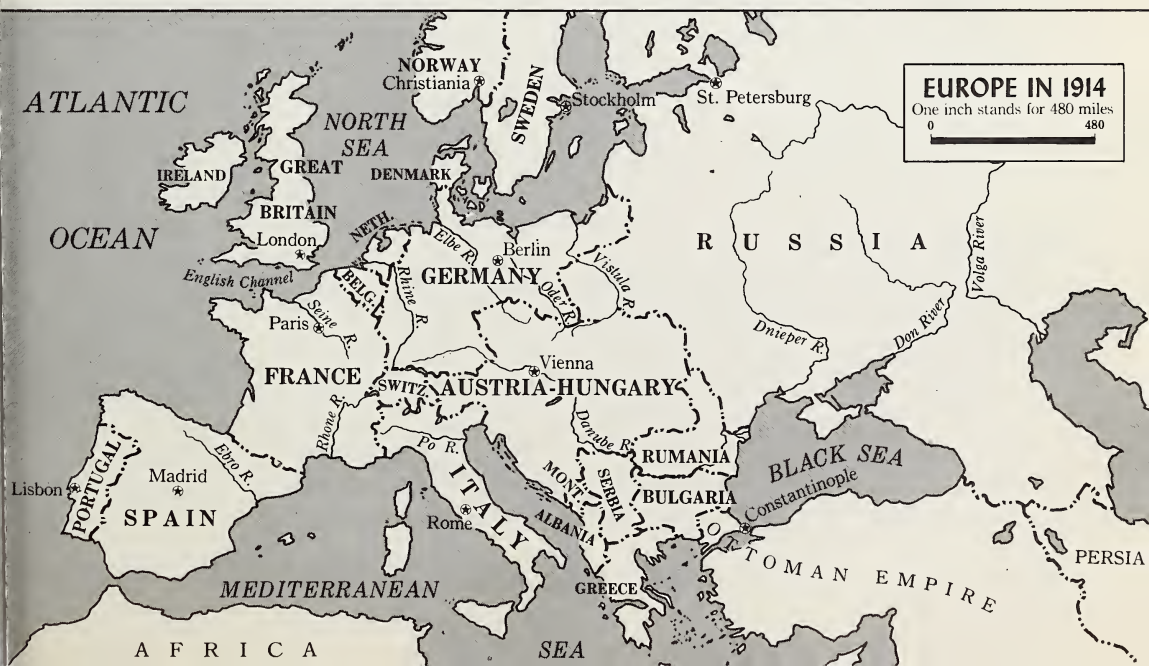 EUROPE IN 1914
One inch stands for 480 miles
0 480
ATLANTIC
OCEAN
NORWAY
Christiania
SWEDEN
Stockholm
St. Petersburg
NORTH
SEA
IRELAND
GREAT
BRITAIN
London
English Channel
DENMARK
NETH.
BELG.
Elbe R.
Berlin
GERMANY
Rhine R.
Oder R.
Vistula R.
RUSSIA
Volga River
Don River
Dnieper R.
Seine R.
Paris
FRANCE
SWITZ.
Vienna
AUSTRIA-HUNGARY
Rhone R.
Po R.
Danube R.
RUMANIA
BLACK SEA
Constantinople
BULGARIA
SERBIA
MONT.
ALBANIA
ITALY
Rome
Ebro R.
PORTUGAL
Lisbon
Madrid
SPAIN
GREECE
OTTOMAN EMPIRE
PERSIA
MEDITERRANEAN
SEA
AFRICA